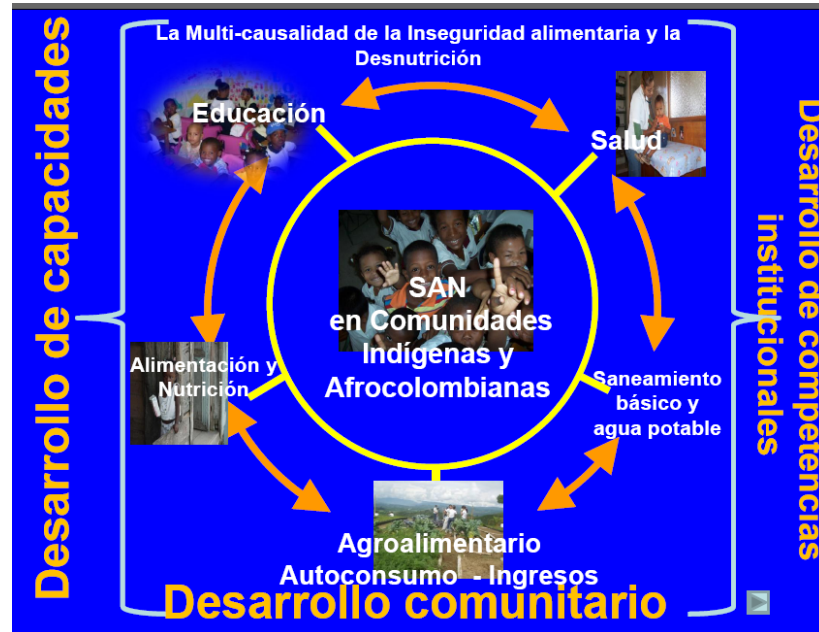 La Multi-causalidad de la Inseguridad alimentaria y la
Desnutrición
Desarrollo de capacidades
Educación
Salud
Desarrollo de competencias
institucionales
SAN
en Comunidades
Indígenas y
Afrocolombianas
Alimentación y
Nutrición
Saneamiento
básico y
agua potable
Agroalimentario
Autoconsumo - Ingresos
Desarrollo comunitario